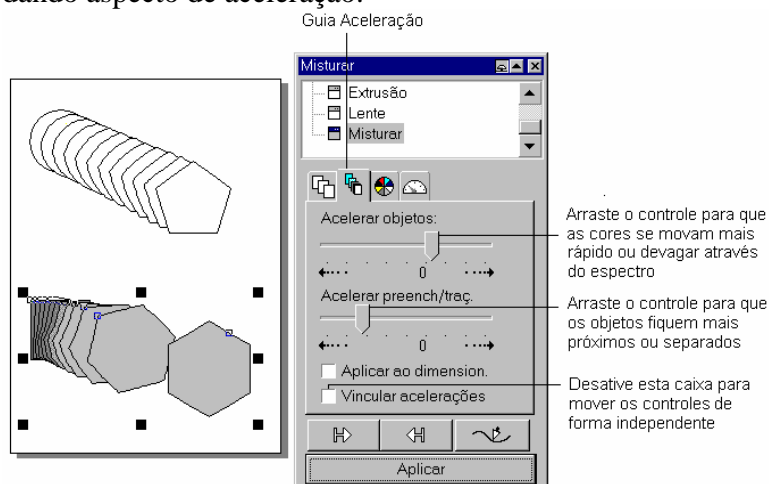 dando aspecto de aceleração.
Guia Aceleração
Misturar
Extrusão
Lente
Misturar
Acelerar objetos:
0
Acelerar preench/traç.
0
Aplicar ao dimension.
Vincular acelerações
Aplicar
Arraste o controle para que
as cores se movam mais
rápido ou devagar através
do espectro
Arraste o controle para que
os objetos fiquem mais
próximos ou separados
Desative esta caixa para
mover os controles de
forma independente